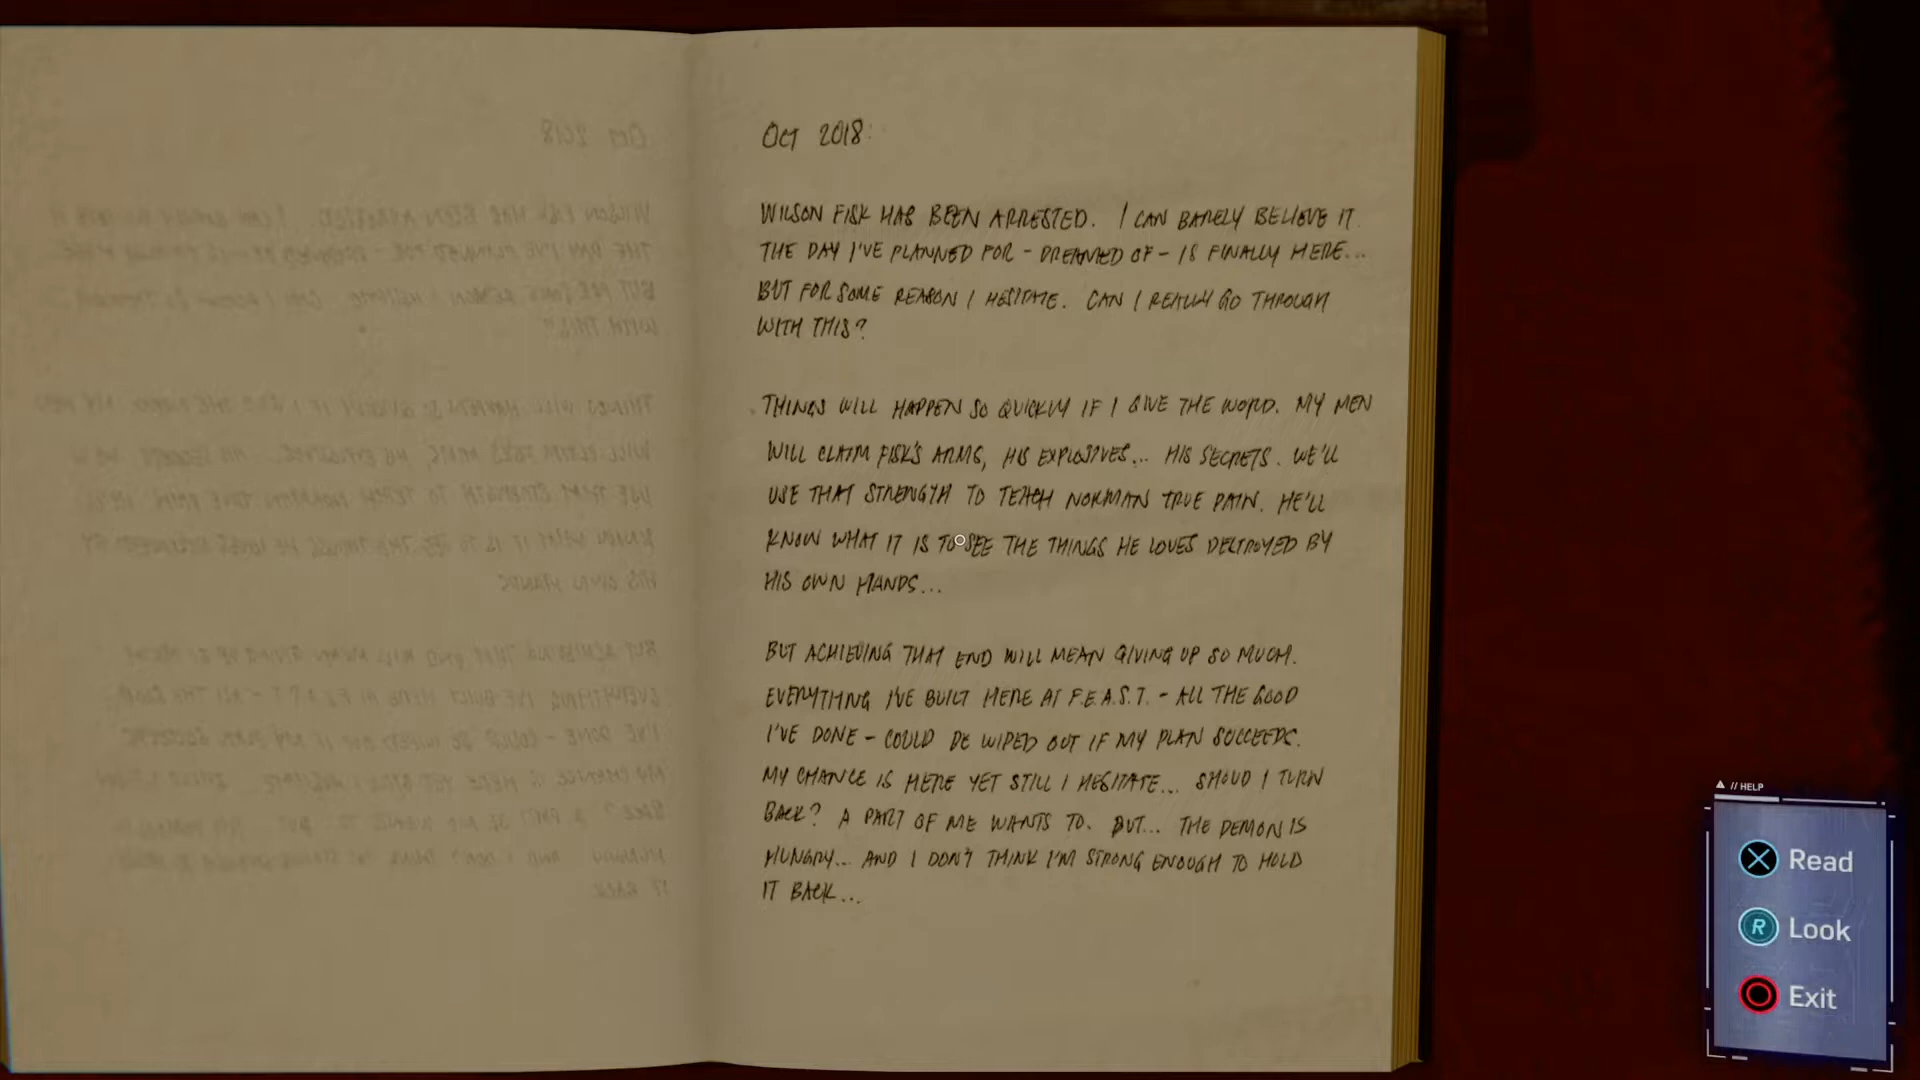 OCT 2018:
WILSON FISK HAS BEEN ARRESTED. I CAN BARELY BELIEVE IT.
THE DAY I'VE PLANNED FOR - DREAMED OF - IS FINALLY HERE...
BUT FOR SOME REASON I HESITATE. CAN I REALLY GO THROUGH
WITH THIS?
THINGS WILL HAPPEN SO QUICKLY IF I GIVE THE WORD. MY MEN
WILL CLAIM FISK'S ARMS, HIS EXPLOSIVES... HIS SECRETS. WE'LL
USE THAT STRENGTH TO TEACH NORMAN TRUE PAIN. HE'LL
KNOW WHAT IT IS TO SEE THE THINGS HE LOVES DESTROYED BY
HIS OWN HANDS...
BUT ACHIEVING THAT END WILL MEAN GIVING UP SO MUCH.
EVERYTHING I'VE BUILT HERE AT F.E.A.S.T. - ALL THE GOOD
I'VE DONE - COULD BE WIPED OUT IF MY PLAN SUCCEEDS.
MY CHANCE IS HERE YET STILL I HESITATE... SHOUD I TURN
BACK? A PART OF ME WANTS TO. BUT... THE DEMON IS
HUNGRY... AND I DON'T THINK I'M STRONG ENOUGH TO HOLD
IT BACK...
// HELP
Read
R Look
Exit